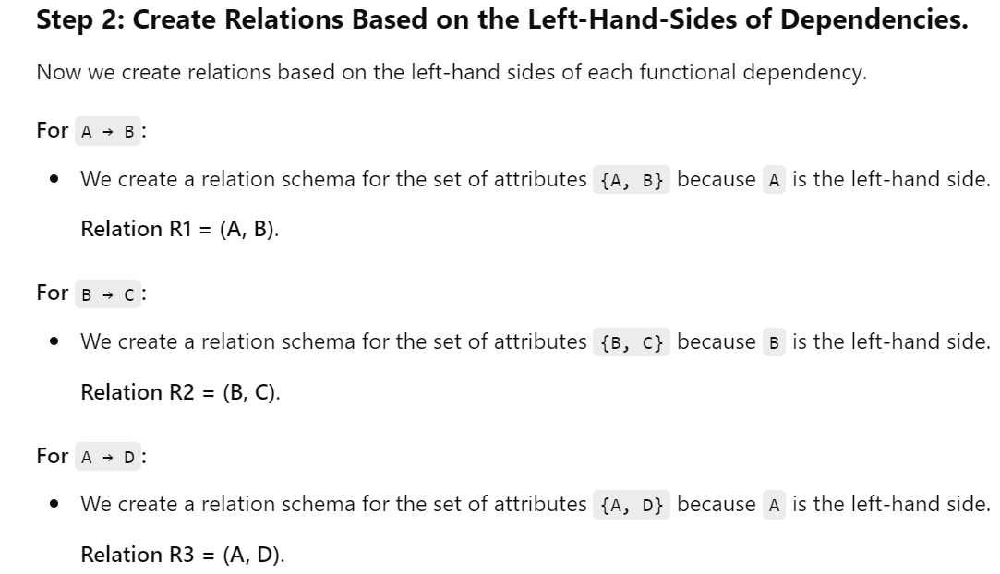 Step 2: Create Relations Based on the Left-Hand-Sides of Dependencies.
Now we create relations based on the left-hand sides of each functional dependency.
For A → B:
• We create a relation schema for the set of attributes {A, B} because A is the left-hand side.
Relation R1 = (A, B).
For B → C:
• We create a relation schema for the set of attributes {B, C} because B is the left-hand side.
Relation R2 = (B, C).
For A → D:
• We create a relation schema for the set of attributes {A, D} because A is the left-hand side.
Relation R3 = (A, D).